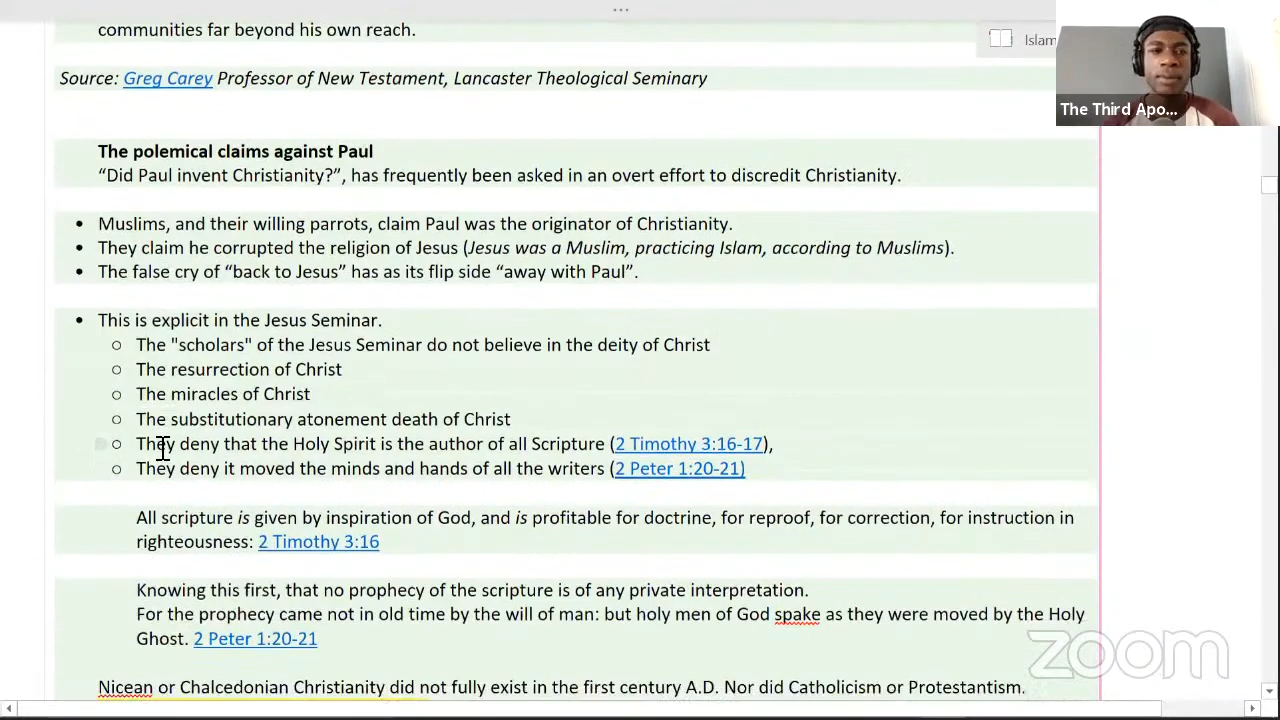 communities far beyond his own reach.
Islam
Source: Greg Carey Professor of New Testament, Lancaster Theological Seminary
The Third Apo...
The polemical claims against Paul
“Did Paul invent Christianity?”, has frequently been asked in an overt effort to discredit Christianity.
• Muslims, and their willing parrots, claim Paul was the originator of Christianity.
• They claim he corrupted the religion of Jesus (Jesus was a Muslim, practicing Islam, according to Muslims).
• The false cry of “back to Jesus” has as its flip side “away with Paul”.
• This is explicit in the Jesus Seminar.
○ The "scholars" of the Jesus Seminar do not believe in the deity of Christ
○ The resurrection of Christ
○ The miracles of Christ
○ The substitutionary atonement death of Christ
○ They deny that the Holy Spirit is the author of all Scripture (2 Timothy 3:16-17),
○ They deny it moved the minds and hands of all the writers (2 Peter 1:20-21)
All scripture is given by inspiration of God, and is profitable for doctrine, for reproof, for correction, for instruction in
righteousness: 2 Timothy 3:16
Knowing this first, that no prophecy of the scripture is of any private interpretation.
For the prophecy came not in old time by the will of man: but holy men of God spake as they were moved by the Holy
Ghost. 2 Peter 1:20-21
zoom
Nicean or Chalcedonian Christianity did not fully exist in the first century A.D. Nor did Catholicism or Protestantism.